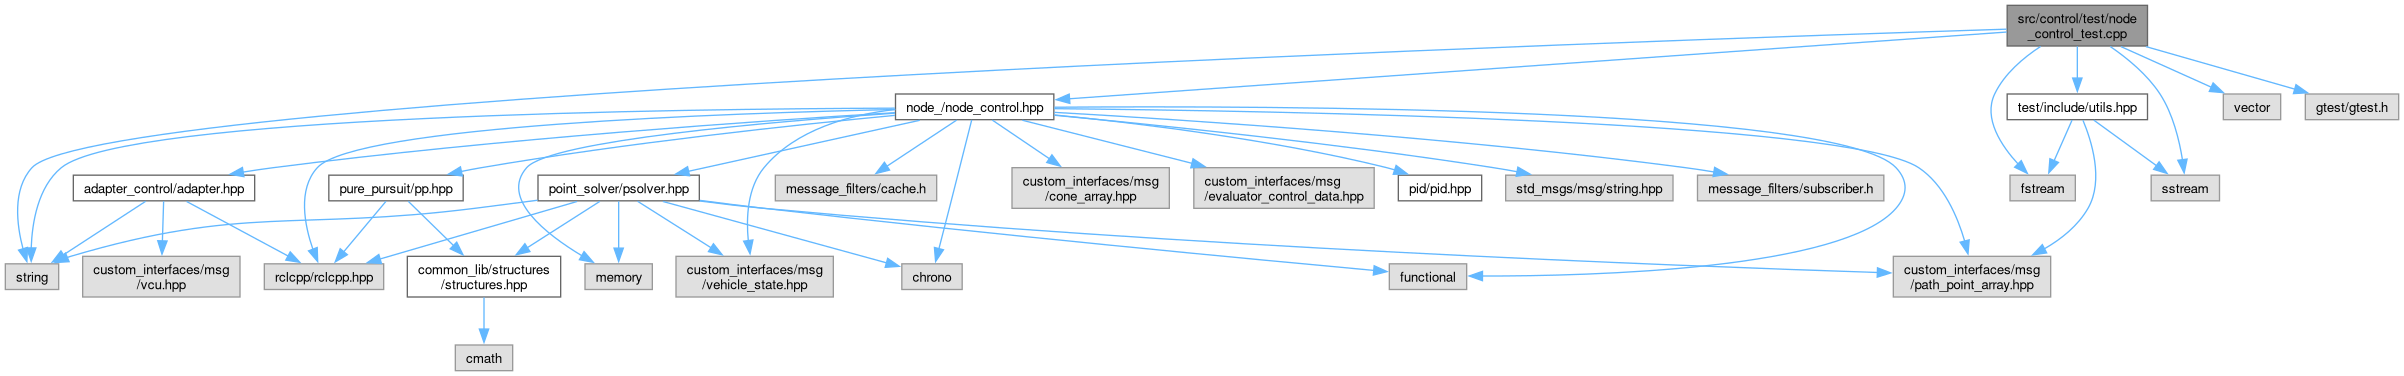 src/control/test/node
_control_test.cpp
node_/node_control.hpp
test/include/utils.hpp
vector
gtest/gtest.h
adapter_control/adapter.hpp
pure_pursuit/pp.hpp
point_solver/psolver.hpp
message_filters/cache.h
custom_interfaces/msg
/cone_array.hpp
custom_interfaces/msg
/evaluator_control_data.hpp
pid/pid.hpp
std_msgs/msg/string.hpp
message_filters/subscriber.h
fstream
sstream
string
custom_interfaces/msg
/vcu.hpp
rclcpp/rclcpp.hpp
common_lib/structures
/structures.hpp
memory
custom_interfaces/msg
/vehicle_state.hpp
chrono
functional
custom_interfaces/msg
/path_point_array.hpp
cmath